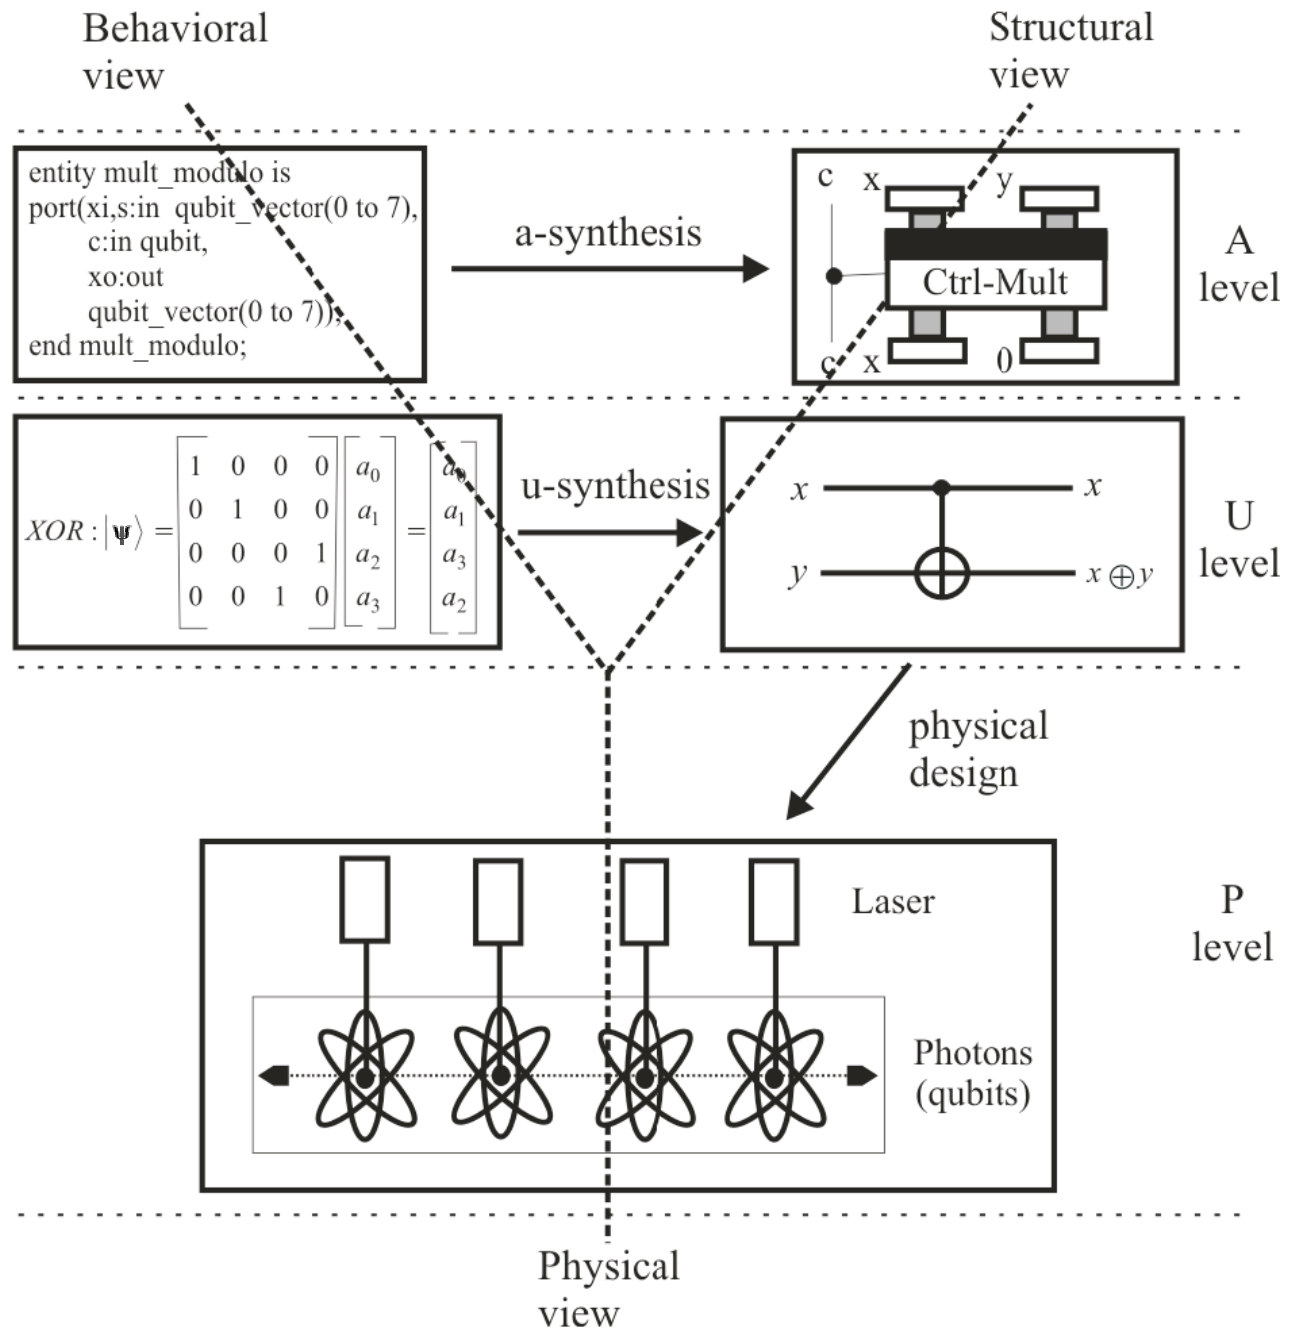 Behavioral
view
Structural
view
entity mult_modulo is
port(xi,s:in qubit_vector(0 to 7),
c:in qubit,
xo:out
qubit_vector(0 to 7));
end mult_modulo;
a-synthesis
c x y
Ctrl-Mult
c x 0
A
level
XOR : |ψ⟩ =
1 0 0 0
0 1 0 0
0 0 0 1
0 0 1 0
a0
a1
a2
a3
=
a0
a1
a3
a2
u-synthesis
x x
y x ⊕ y
U
level
physical
design
Laser
Photons
(qubits)
P
level
Physical
view